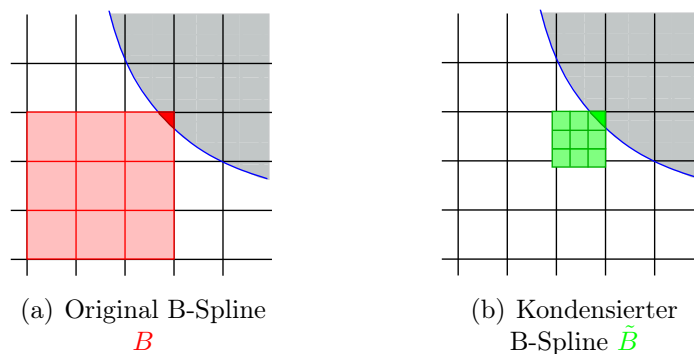 (a) Original B-Spline
B
(b) Kondensierter
B-Spline B̃